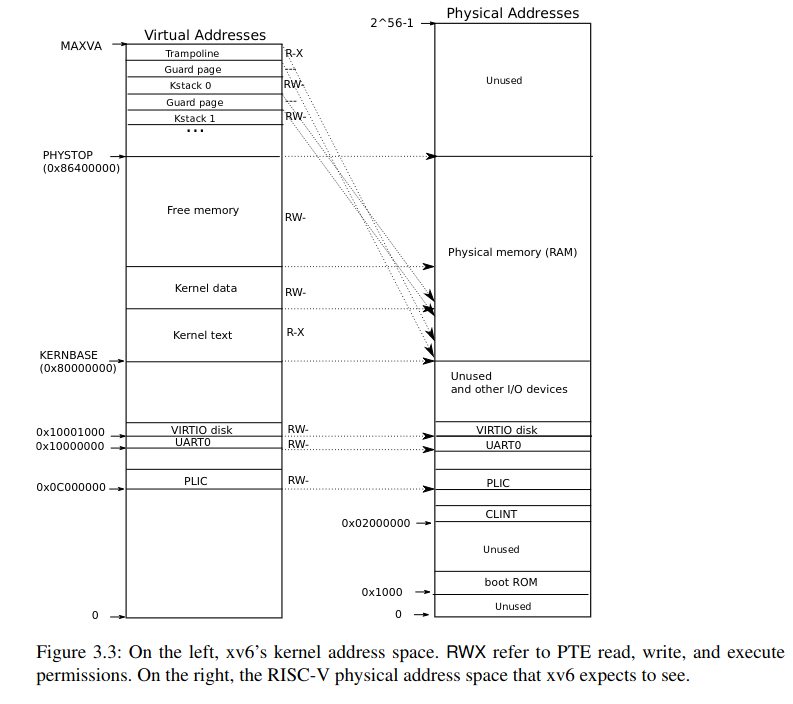 Virtual Addresses
MAXVA
Trampoline
R-X
Guard page
---
Kstack 0
RW-
Guard page
---
Kstack 1
RW-
...
PHYSTOP
(0x86400000)
Free memory
RW-
Kernel data
RW-
Kernel text
R-X
KERNBASE
(0x80000000)
0x10001000
VIRTIO disk
RW-
0x10000000
UART0
RW-
0x0C000000
PLIC
RW-
0
Physical Addresses
2^56-1
Unused
Physical memory (RAM)
Unused
and other I/O devices
VIRTIO disk
UART0
PLIC
CLINT
0x02000000
Unused
boot ROM
0x1000
Unused
0
Figure 3.3: On the left, xv6’s kernel address space. RWX refer to PTE read, write, and execute
permissions. On the right, the RISC-V physical address space that xv6 expects to see.